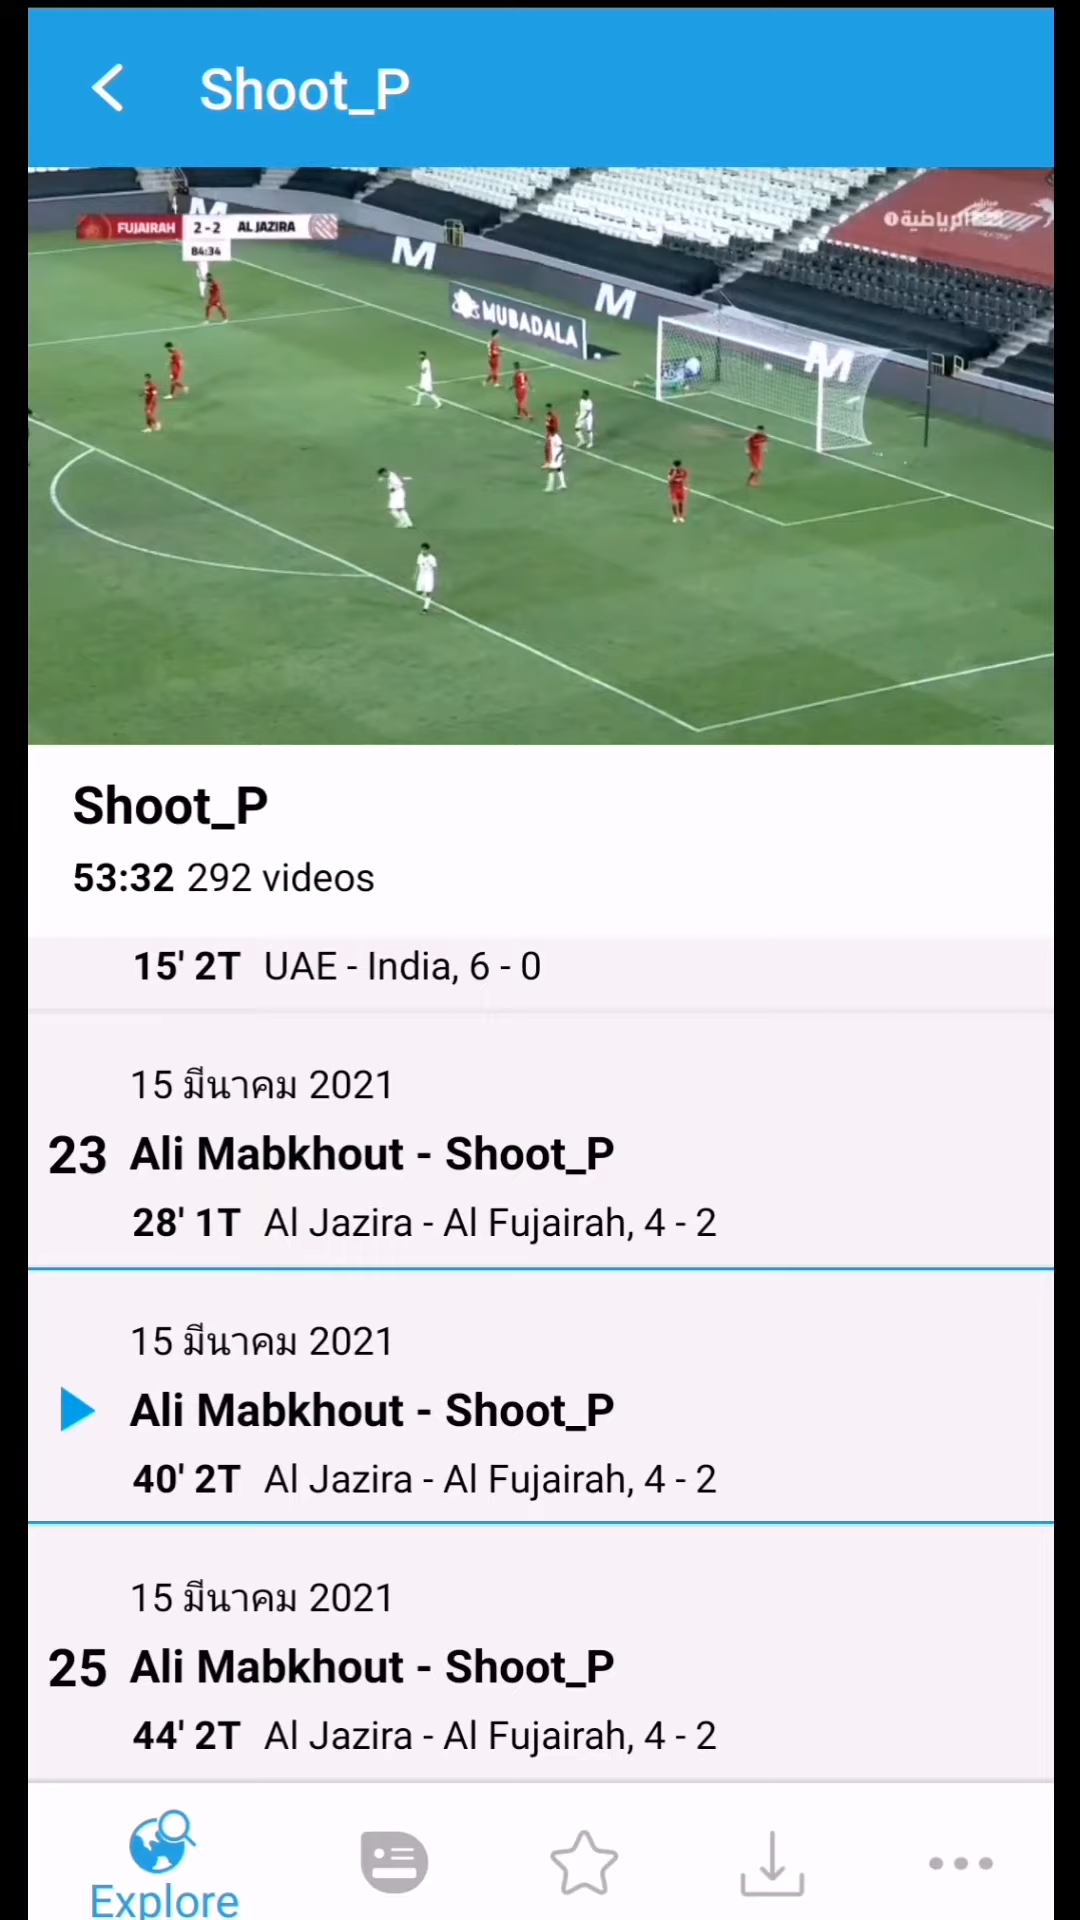 Shoot_P
FUJAIRAH 2-2 AL JAZIRA
84:34
M
M
MUBADALA
M
M
Shoot_P
53:32 292 videos
15' 2T UAE - India, 6 - 0
15 มีนาคม 2021
23 Ali Mabkhout - Shoot_P
28' 1T Al Jazira - Al Fujairah, 4 - 2
15 มีนาคม 2021
Ali Mabkhout - Shoot_P
40' 2T Al Jazira - Al Fujairah, 4 - 2
15 มีนาคม 2021
25 Ali Mabkhout - Shoot_P
44' 2T Al Jazira - Al Fujairah, 4 - 2
Explore